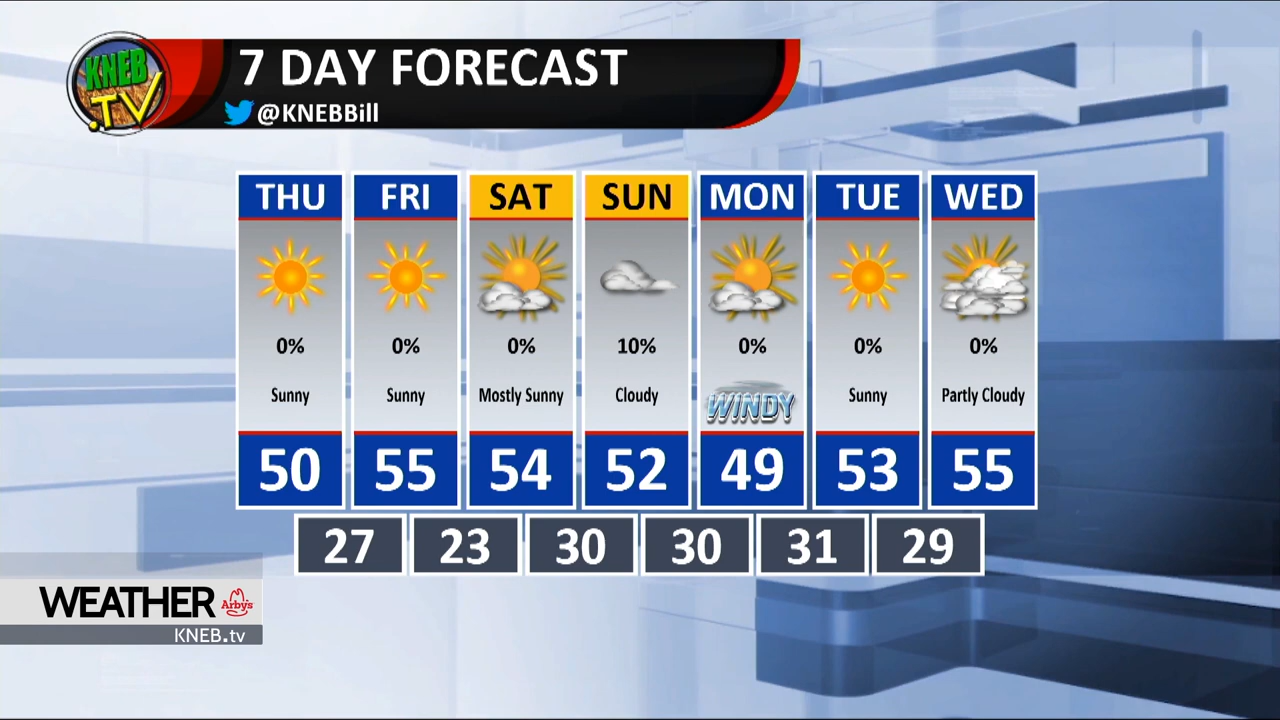 KNEB
.TV
7 DAY FORECAST
@KNEBBill
THU FRI SAT SUN MON TUE WED
0% 0% 0% 10% 0% 0% 0%
Sunny Sunny Mostly Sunny Cloudy WINDY Sunny Partly Cloudy
50 55 54 52 49 53 55
27 23 30 30 31 29
WEATHER Arby's
KNEB.tv